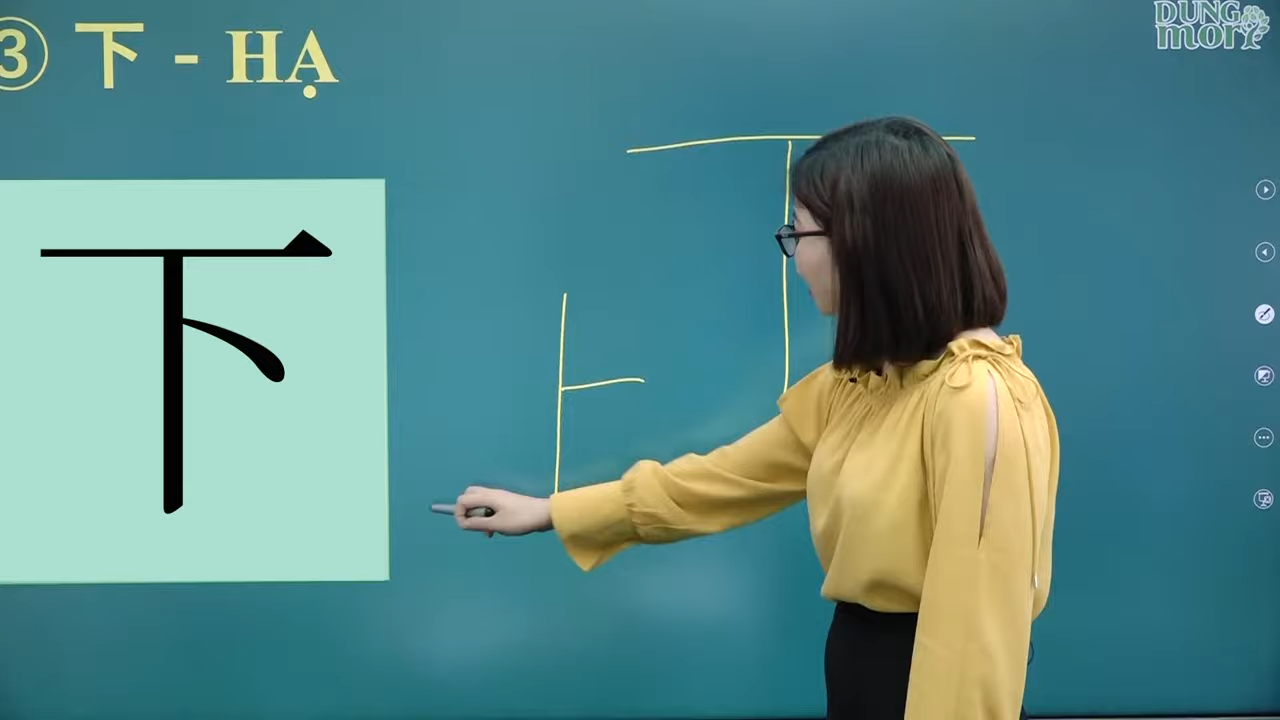 ③ 下 - HẠ
DUNG
mori
下